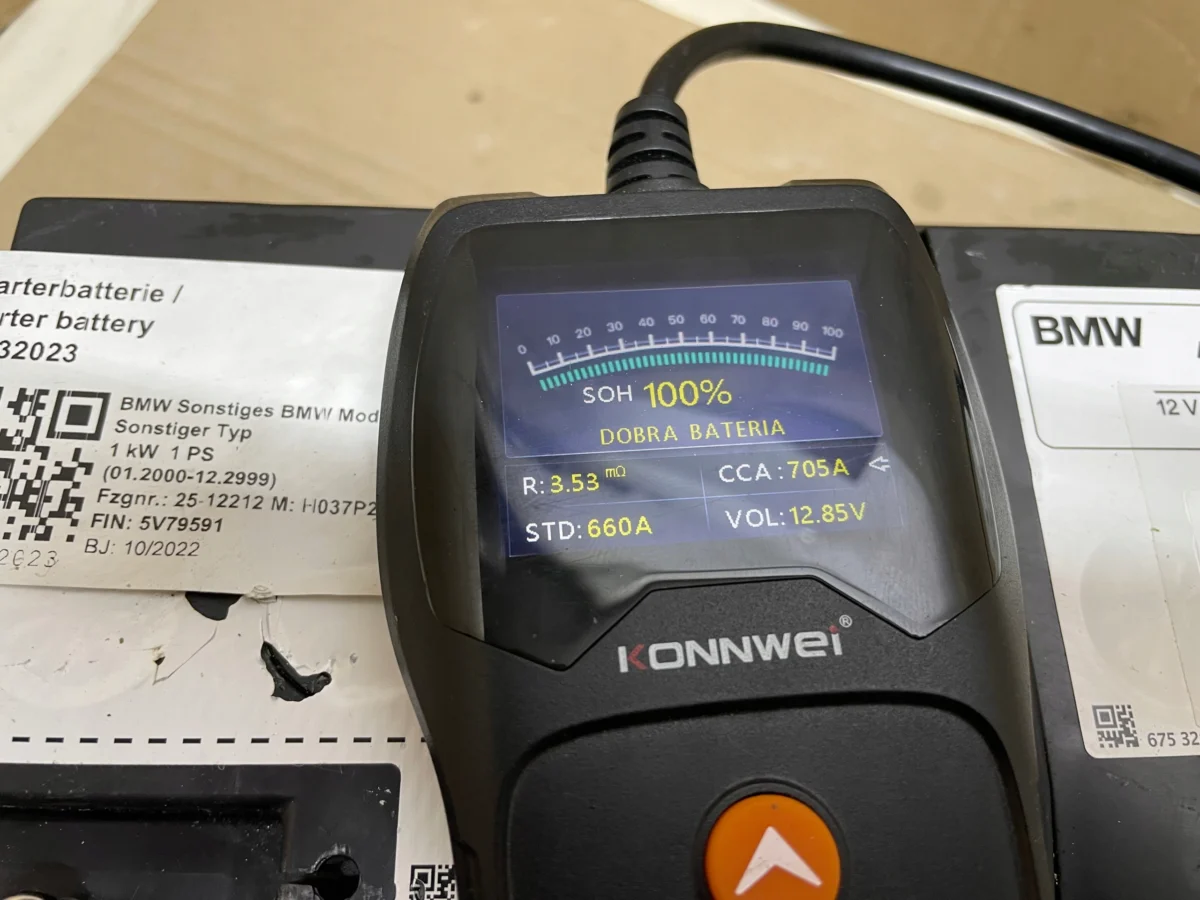 arterbatterie /
rter battery
32023
BMW Sonstiges BMW Mod
Sonstiger Typ
1 kW 1 PS
(01.2000-12.2999)
Fzgnr.: 25-12212 M: H037P2
FIN: 5V79591
BJ: 10/2022
2623
0 10 20 30 40 50 60 70 80 90 100
SOH 100%
DOBRA BATERIA
R: 3.53 mΩ
CCA: 705A
STD: 660A
VOL: 12.85V
KONNWEI®
BMW
12 V
675 32